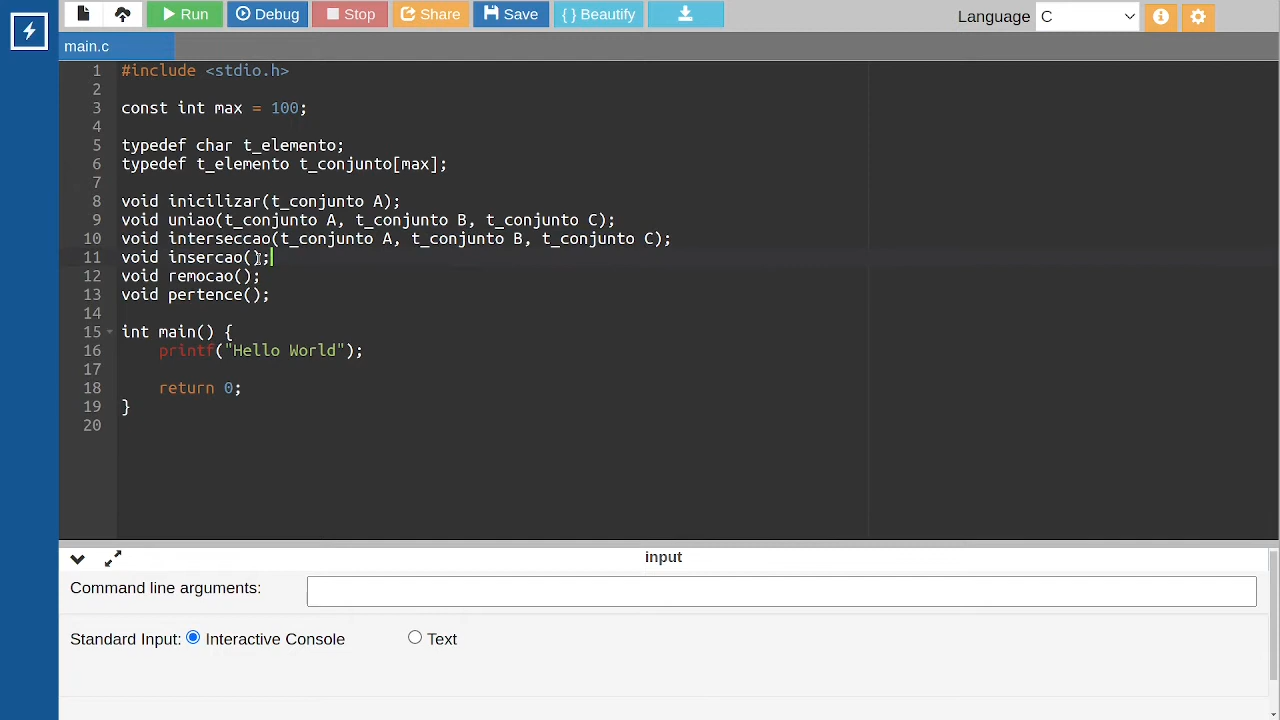 Run Debug Stop Share Save { } Beautify Language C
main.c
1 #include <stdio.h>
2
3 const int max = 100;
4
5 typedef char t_elemento;
6 typedef t_elemento t_conjunto[max];
7
8 void inicilizar(t_conjunto A);
9 void uniao(t_conjunto A, t_conjunto B, t_conjunto C);
10 void interseccao(t_conjunto A, t_conjunto B, t_conjunto C);
11 void insercao();
12 void remocao();
13 void pertence();
14
15 int main() {
16 printf("Hello World");
17
18 return 0;
19 }
20
input
Command line arguments:
Standard Input: Interactive Console Text